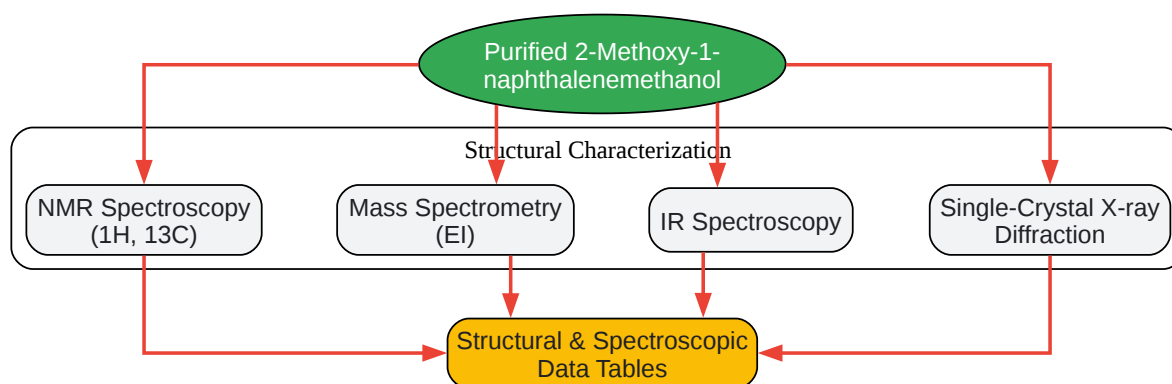 Purified 2-Methoxy-1-
naphthalenemethanol
Structural Characterization
NMR Spectroscopy
(1H, 13C)
Mass Spectrometry
(EI)
IR Spectroscopy
Single-Crystal X-ray
Diffraction
Structural & Spectroscopic
Data Tables